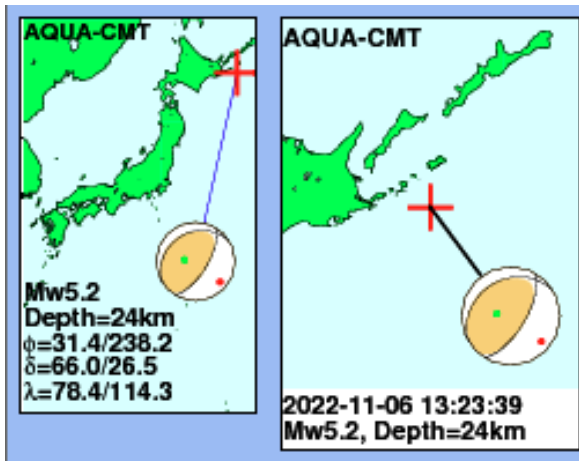 AQUA-CMT
Mw5.2
Depth=24km
ϕ=31.4/238.2
δ=66.0/26.5
λ=78.4/114.3
AQUA-CMT
2022-11-06 13:23:39
Mw5.2, Depth=24km